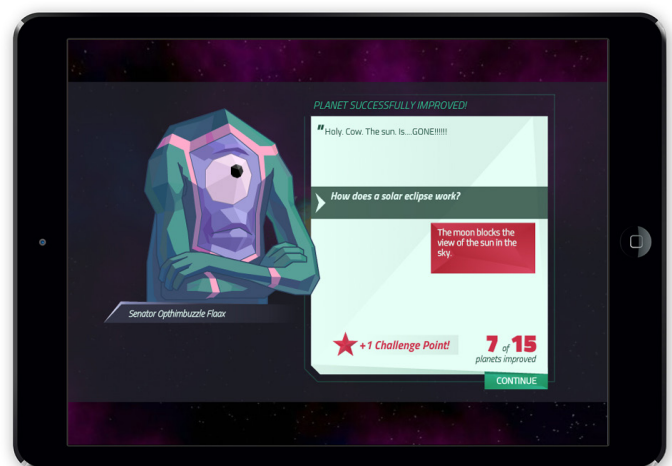 PLANET SUCCESSFULLY IMPROVED!
"Holy. Cow. The sun. Is...GONE!!!!!!
How does a solar eclipse work?
The moon blocks the
view of the sun in the
sky.
Senator Opthimbuzzle Flaax
+1 Challenge Point!
7 of 15
planets improved
CONTINUE